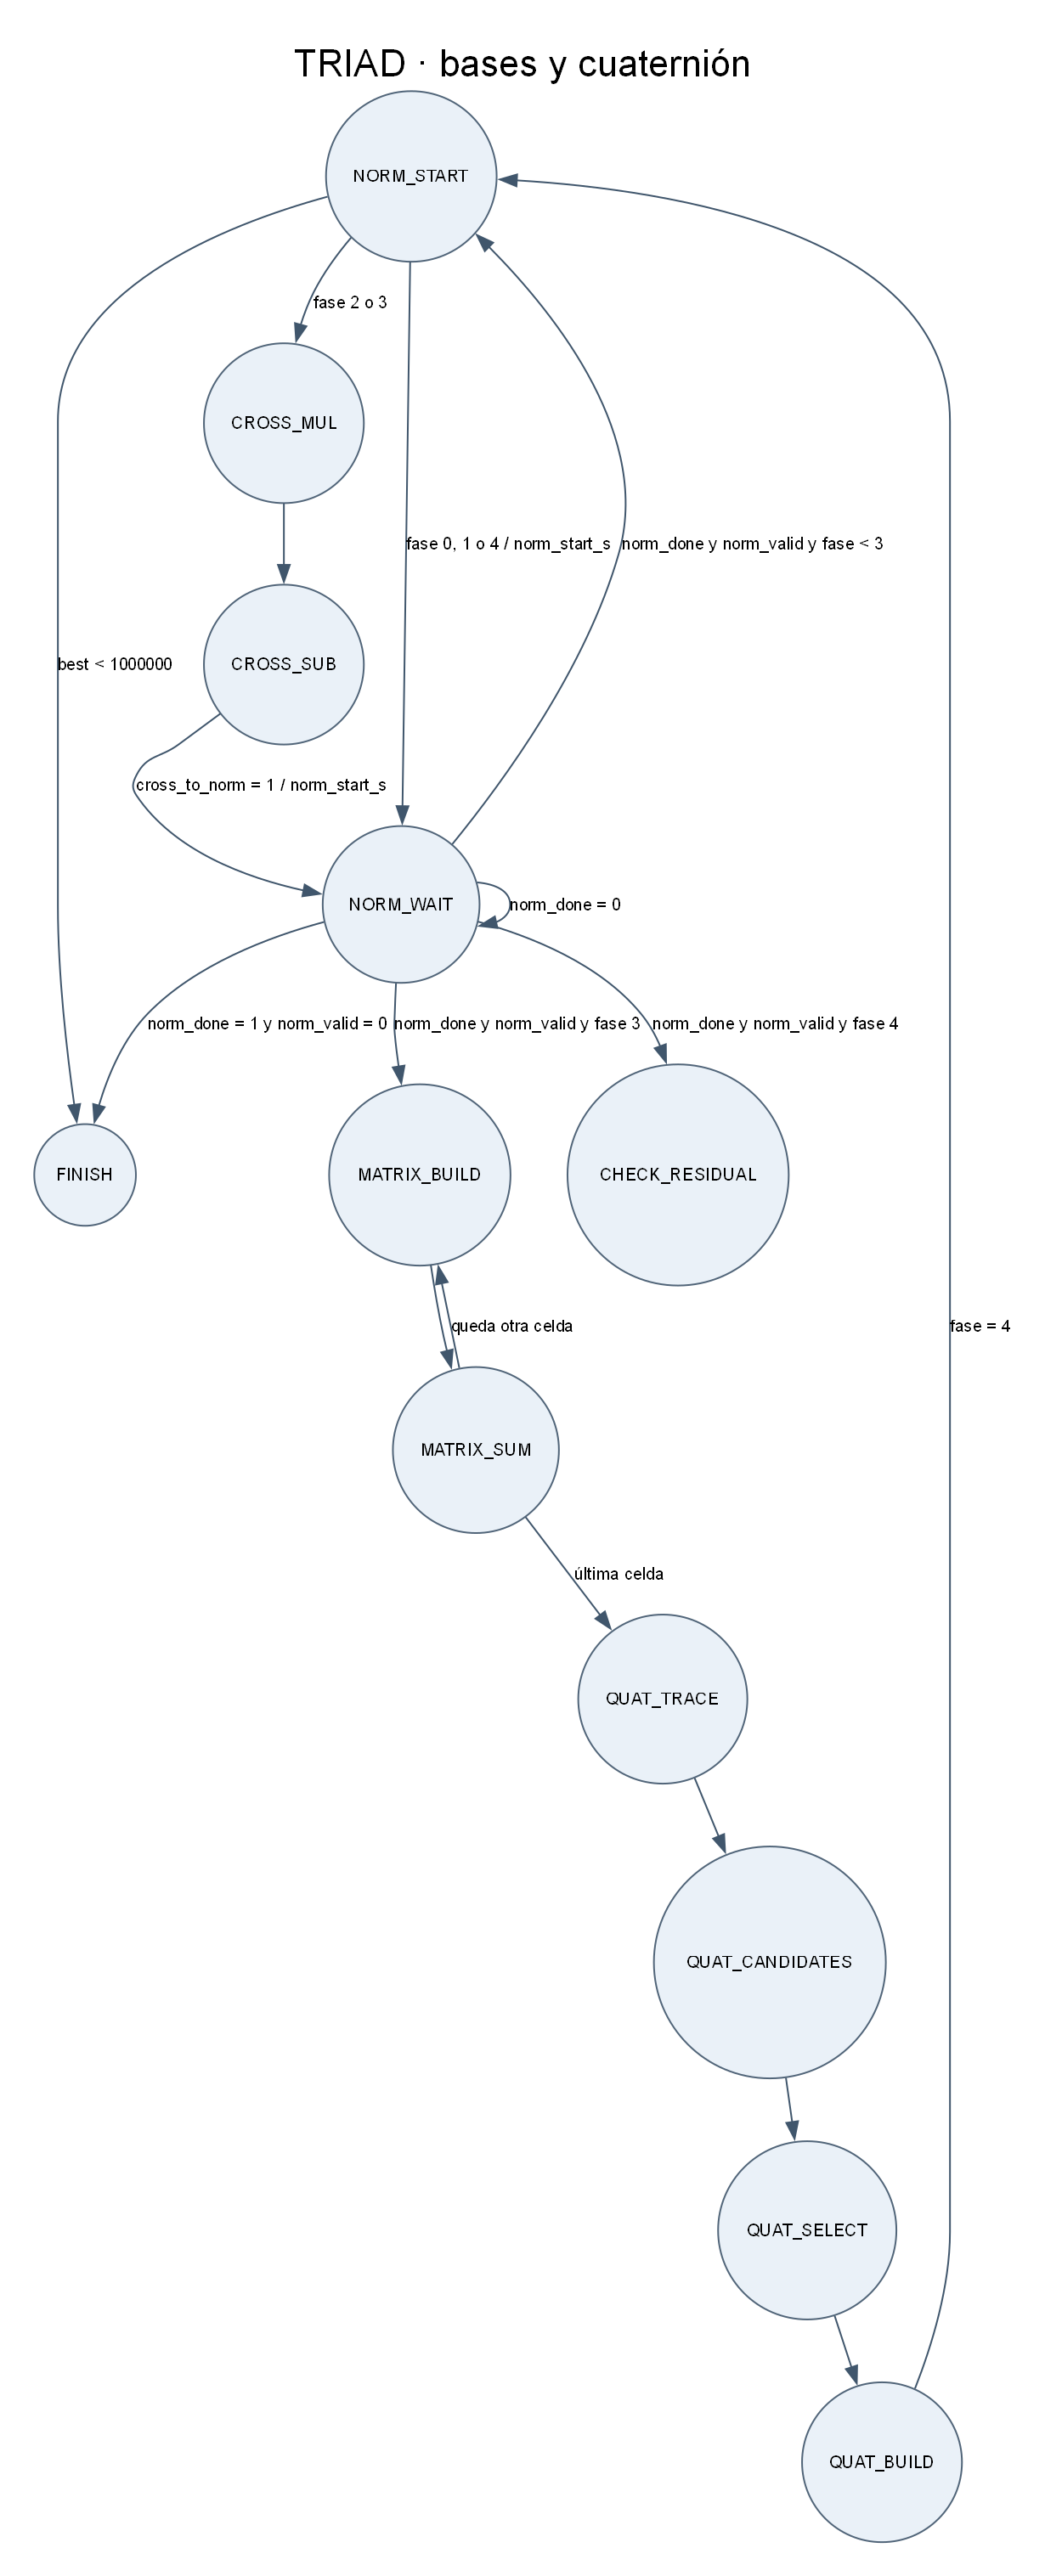 TRIAD · bases y cuaternión
NORM_START
fase 2 o 3
CROSS_MUL
fase 0, 1 o 4 / norm_start_s
norm_done y norm_valid y fase < 3
best < 1000000
CROSS_SUB
cross_to_norm = 1 / norm_start_s
NORM_WAIT
norm_done = 0
norm_done = 1 y norm_valid = 0
norm_done y norm_valid y fase 3
norm_done y norm_valid y fase 4
FINISH
MATRIX_BUILD
CHECK_RESIDUAL
queda otra celda
fase = 4
MATRIX_SUM
última celda
QUAT_TRACE
QUAT_CANDIDATES
QUAT_SELECT
QUAT_BUILD